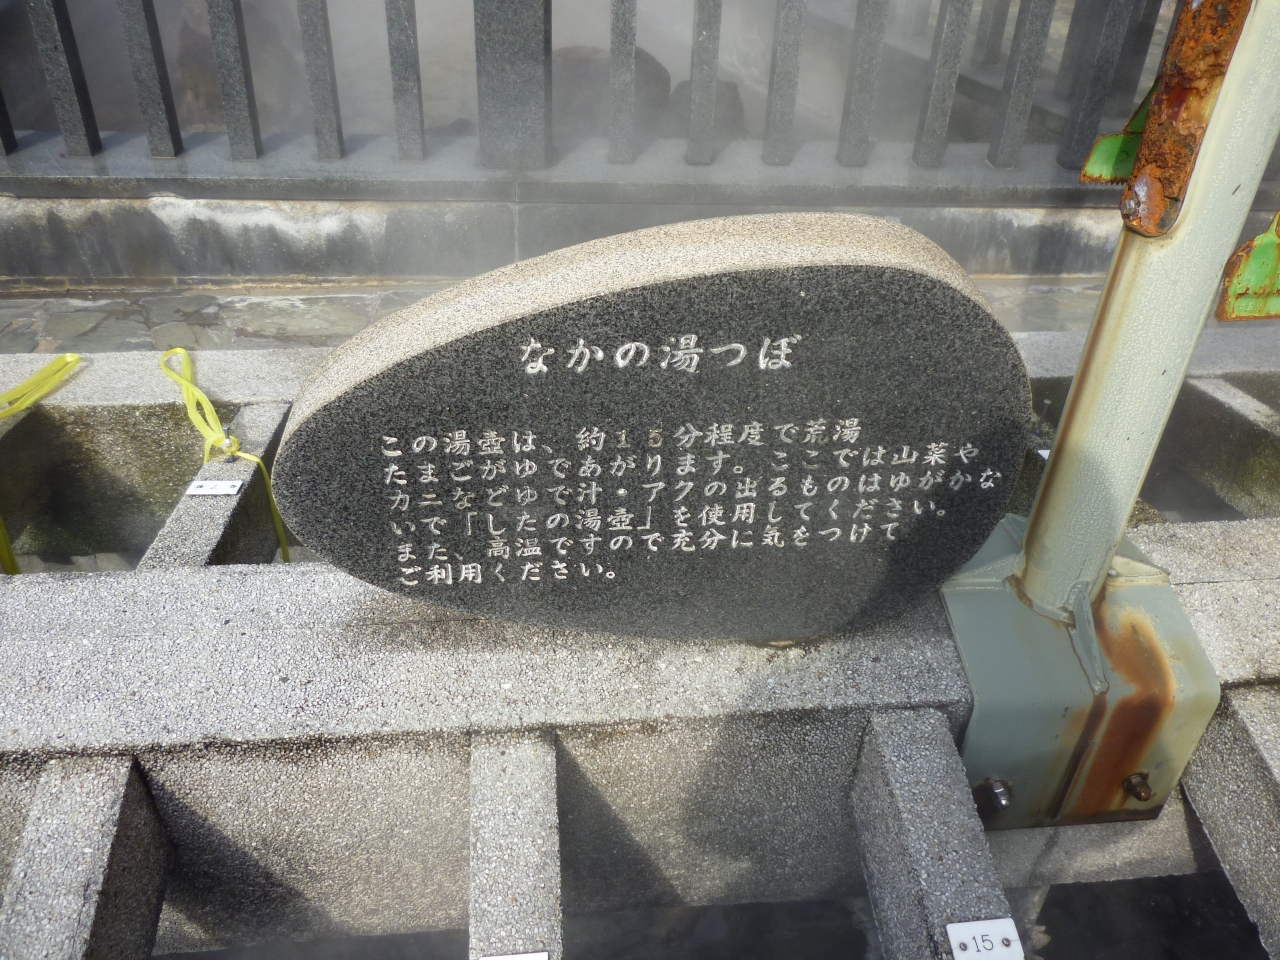 なかの湯つぼ
この湯壺は、約１５分程度で荒湯
たまごがゆであがります。ここでは山菜や
カニなどゆで汁・アクの出るものはゆがかな
いで「したの湯壺」を使用してください。
また、高温ですので充分に気をつけて
ご利用ください。
15